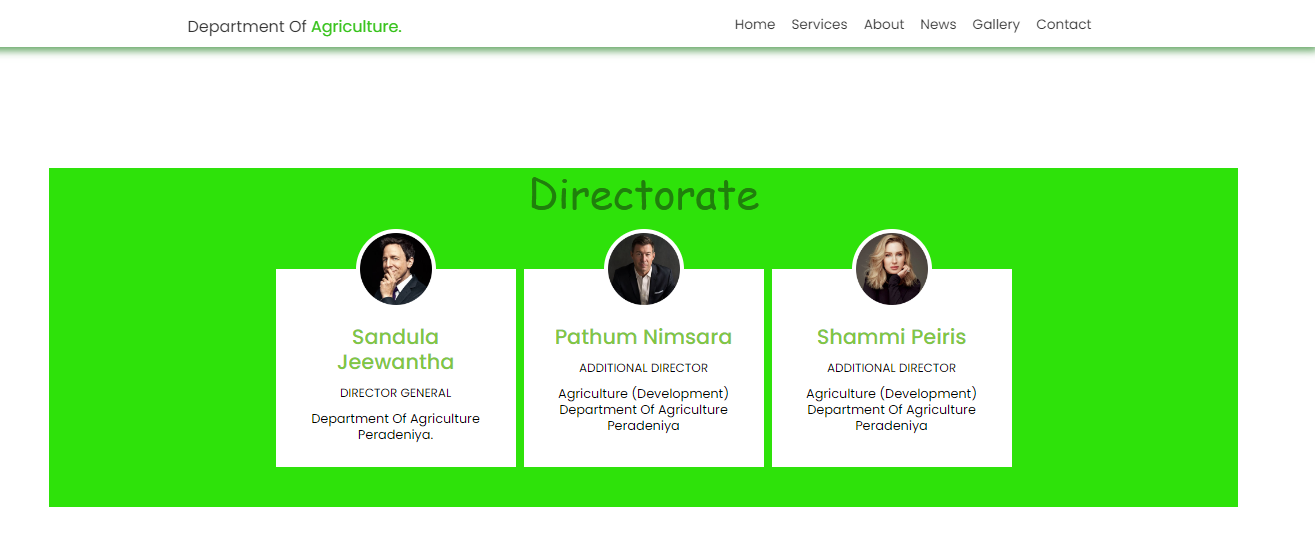 Department Of Agriculture.
Home Services About News Gallery Contact
Directorate
Sandula
Jeewantha
DIRECTOR GENERAL
Department Of Agriculture
Peradeniya.
Pathum Nimsara
ADDITIONAL DIRECTOR
Agriculture (Development)
Department Of Agriculture
Peradeniya
Shammi Peiris
ADDITIONAL DIRECTOR
Agriculture (Development)
Department Of Agriculture
Peradeniya